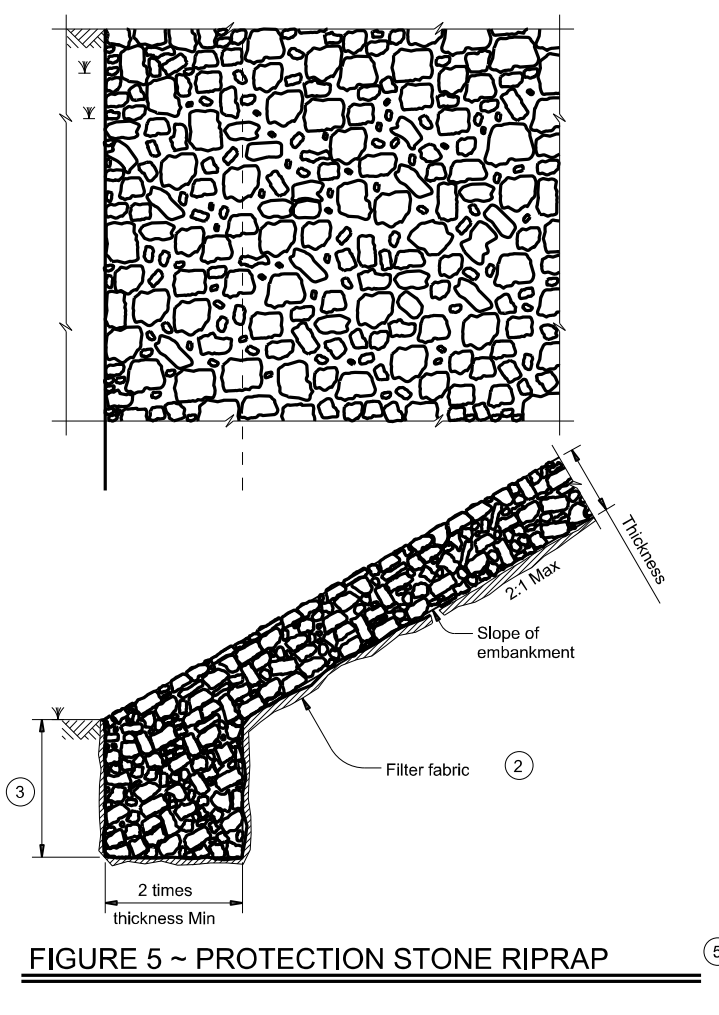 Thickness
2:1 Max
Slope of
embankment
Filter fabric
2
3
2 times
thickness Min
FIGURE 5 ~ PROTECTION STONE RIPRAP
5